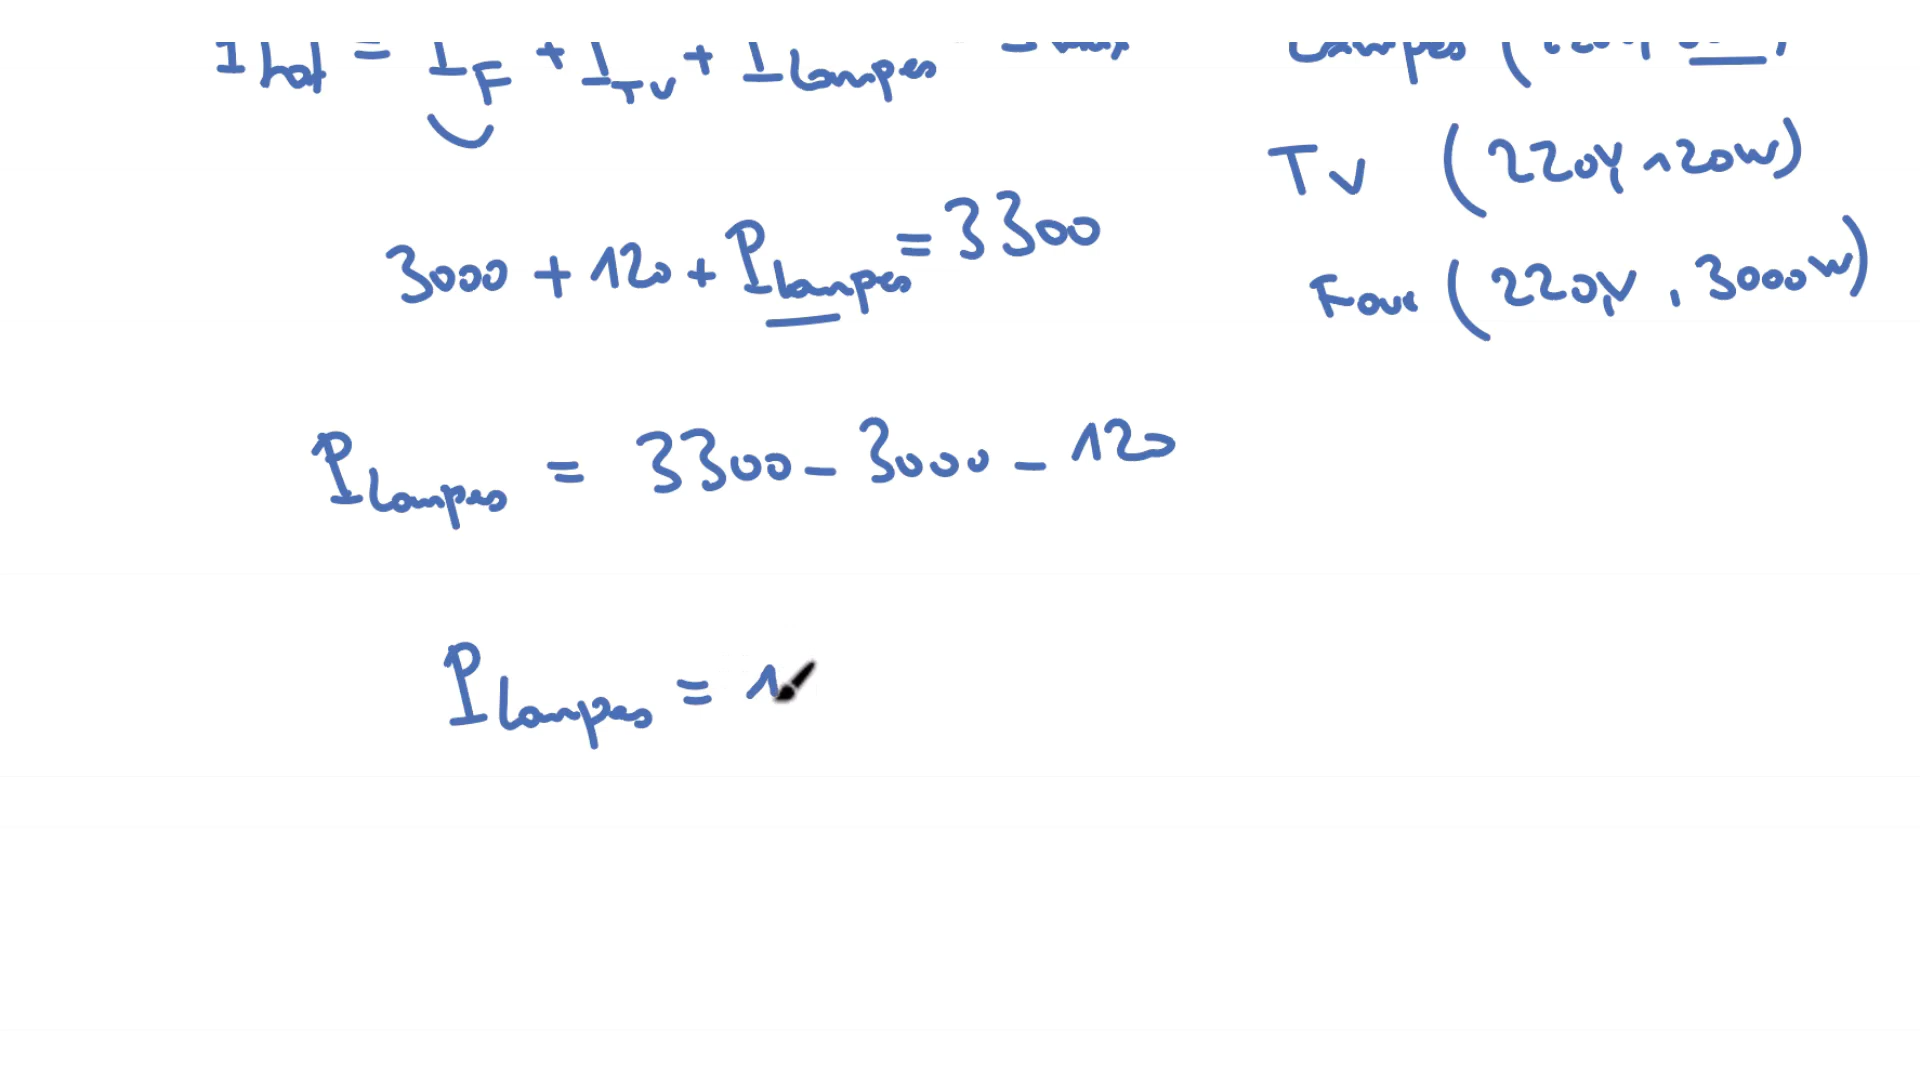 I tot = I F + I TV + I Lampes
TV (220V, 120W)
3000 + 120 + P Lampes = 3300
Four (220V, 3000W)
P Lampes = 3300 - 3000 - 120
P Lampes = 1